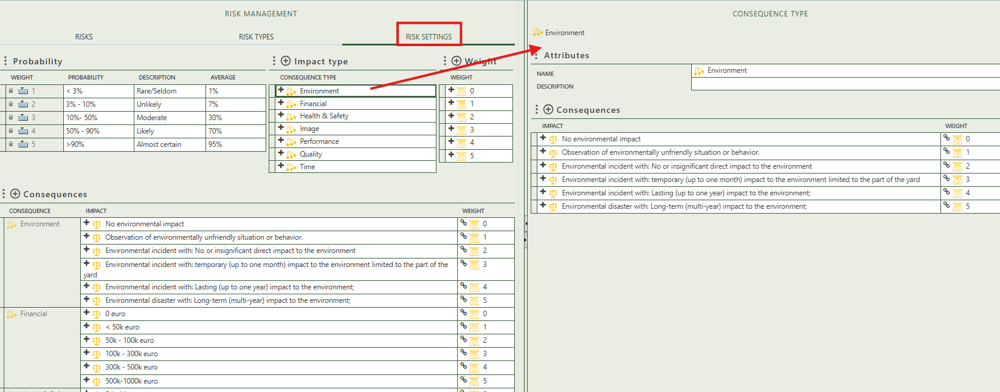 RISK MANAGEMENT
RISKS RISK TYPES RISK SETTINGS
Probability
WEIGHT PROBABILITY DESCRIPTION AVERAGE
1 < 3% Rare/Seldom 1%
2 3% - 10% Unlikely 7%
3 10%- 50% Moderate 30%
4 50% - 90% Likely 70%
5 >90% Almost certain 95%
Impact type
CONSEQUENCE TYPE
Environment
Financial
Health & Safety
Image
Performance
Quality
Time
Weight
WEIGHT
0
1
2
3
4
5
Consequences
CONSEQUENCE IMPACT WEIGHT
Environment No environmental impact 0
Observation of environmentally unfriendly situation or behavior. 1
Environmental incident with: No or insignificant direct impact to the environment 2
Environmental incident with: temporary (up to one month) impact to the environment limited to the part of the 3
yard
Environmental incident with: Lasting (up to one year) impact to the environment; 4
Environmental disaster with: Long-term (multi-year) impact to the environment; 5
Financial 0 euro 0
< 50k euro 1
50k - 100k euro 2
100k - 300k euro 3
300k - 500k euro 4
500k-1000k euro 5
CONSEQUENCE TYPE
Environment
Attributes
NAME Environment
DESCRIPTION
Consequences
IMPACT WEIGHT
No environmental impact 0
Observation of environmentally unfriendly situation or behavior. 1
Environmental incident with: No or insignificant direct impact to the environment 2
Environmental incident with: temporary (up to one month) impact to the environment limited to the part of the yard 3
Environmental incident with: Lasting (up to one year) impact to the environment; 4
Environmental disaster with: Long-term (multi-year) impact to the environment; 5